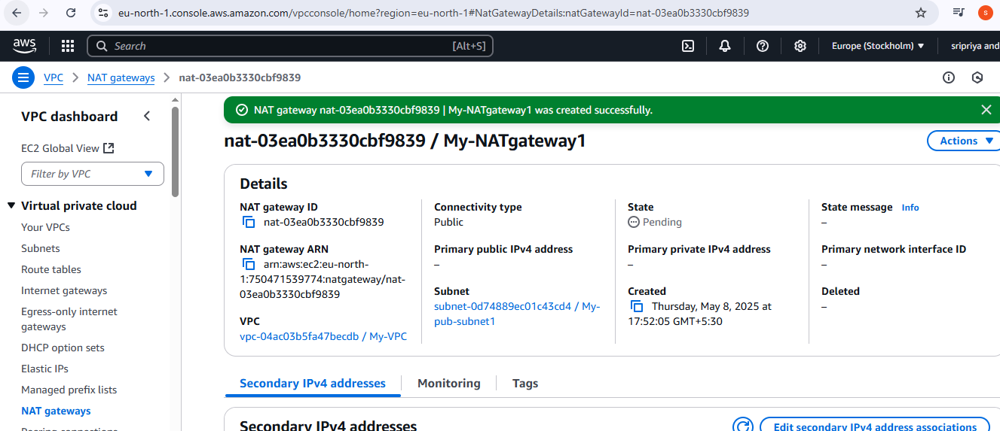 eu-north-1.console.aws.amazon.com/vpcconsole/home?region=eu-north-1#NatGatewayDetails:natGatewayId=nat-03ea0b3330cbf9839
S
aws
Search
[Alt+S]
Europe (Stockholm)
sripriya and
VPC
NAT gateways
nat-03ea0b3330cbf9839
VPC dashboard
EC2 Global View
Filter by VPC
Virtual private cloud
Your VPCs
Subnets
Route tables
Internet gateways
Egress-only internet
gateways
DHCP option sets
Elastic IPs
Managed prefix lists
NAT gateways
Peering connections
NAT gateway nat-03ea0b3330cbf9839 | My-NATgateway1 was created successfully.
nat-03ea0b3330cbf9839 / My-NATgateway1
Actions
Details
NAT gateway ID
nat-03ea0b3330cbf9839
NAT gateway ARN
arn:aws:ec2:eu-north-
1:750471539774:natgateway/nat-
03ea0b3330cbf9839
VPC
vpc-04ac03b5fa47becdb / My-VPC
Connectivity type
Public
Primary public IPv4 address
–
Subnet
subnet-0d74889ec01c43cd4 / My-
pub-subnet1
State
Pending
Primary private IPv4 address
–
Created
Thursday, May 8, 2025 at
17:52:05 GMT+5:30
State message Info
–
Primary network interface ID
–
Deleted
–
Secondary IPv4 addresses
Monitoring
Tags
Secondary IPv4 addresses
Edit secondary IPv4 address associations